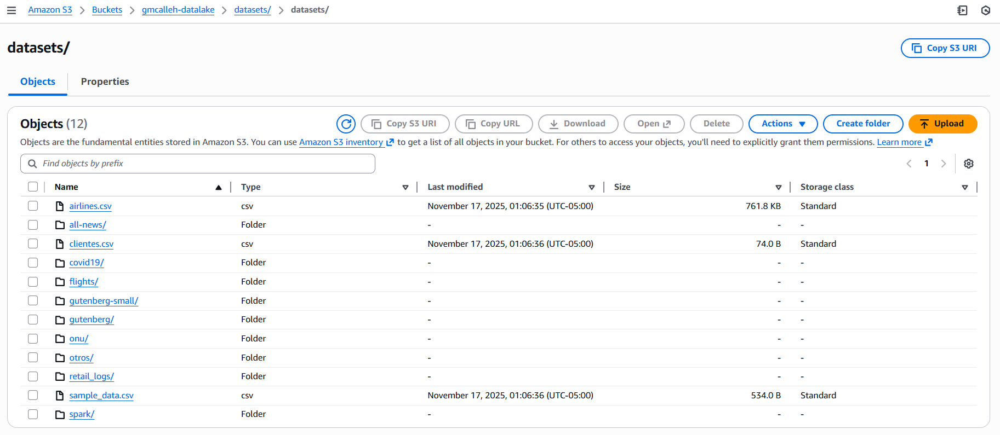 Amazon S3 > Buckets > gmcalleh-datalake > datasets/ > datasets/
datasets/
Copy S3 URI
Objects Properties
Objects (12) Copy S3 URI Copy URL Download Open Delete Actions Create folder Upload
Objects are the fundamental entities stored in Amazon S3. You can use Amazon S3 inventory to get a list of all objects in your bucket. For others to access your objects, you'll need to explicitly grant them permissions. Learn more
Find objects by prefix
1
Name Type Last modified Size Storage class
airlines.csv csv November 17, 2025, 01:06:35 (UTC-05:00) 761.8 KB Standard
all-news/ Folder - - -
clientes.csv csv November 17, 2025, 01:06:36 (UTC-05:00) 74.0 B Standard
covid19/ Folder - - -
flights/ Folder - - -
gutenberg-small/ Folder - - -
gutenberg/ Folder - - -
onu/ Folder - - -
otros/ Folder - - -
retail_logs/ Folder - - -
sample_data.csv csv November 17, 2025, 01:06:36 (UTC-05:00) 534.0 B Standard
spark/ Folder - - -